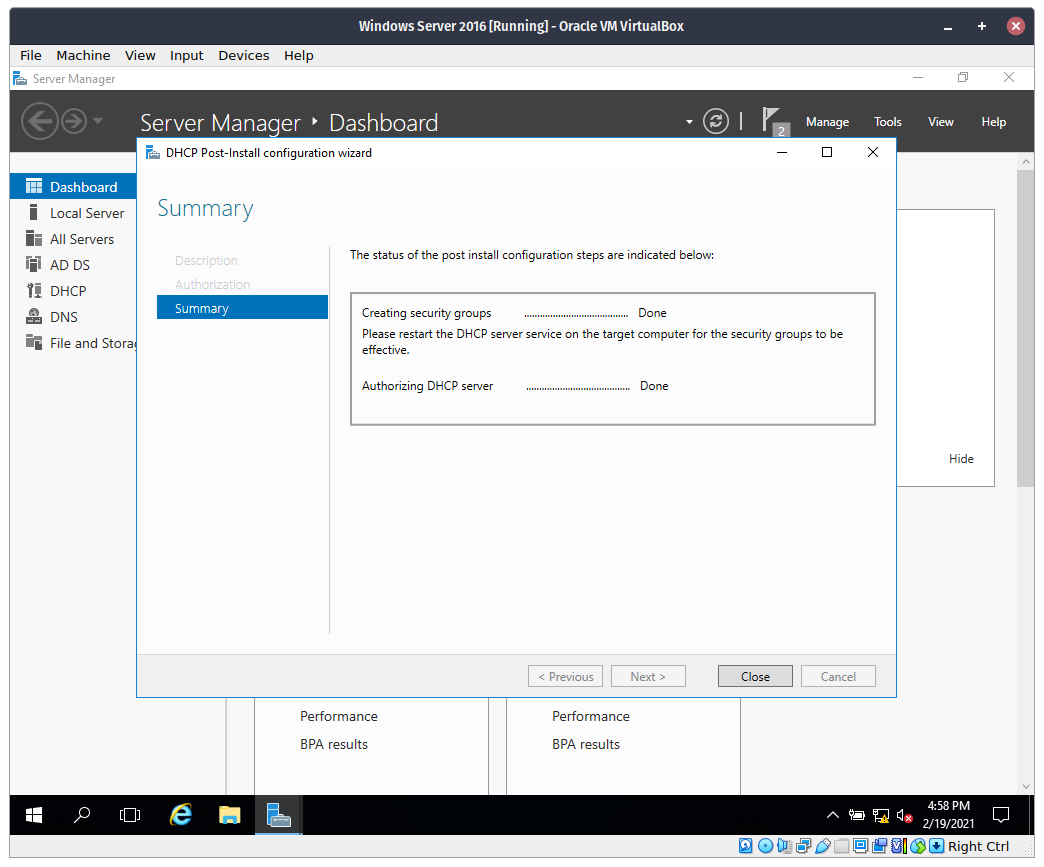 Windows Server 2016 [Running] - Oracle VM VirtualBox
File Machine View Input Devices Help
Server Manager
Server Manager Dashboard
2
Manage Tools View Help
DHCP Post-Install configuration wizard
Dashboard
Local Server
All Servers
AD DS
DHCP
DNS
File and Storag
Summary
Description
Authorization
Summary
The status of the post install configuration steps are indicated below:
Creating security groups ........................................ Done
Please restart the DHCP server service on the target computer for the security groups to be
effective.
Authorizing DHCP server ........................................ Done
Hide
< Previous Next > Close Cancel
Performance Performance
BPA results BPA results
4:58 PM
2/19/2021
Right Ctrl